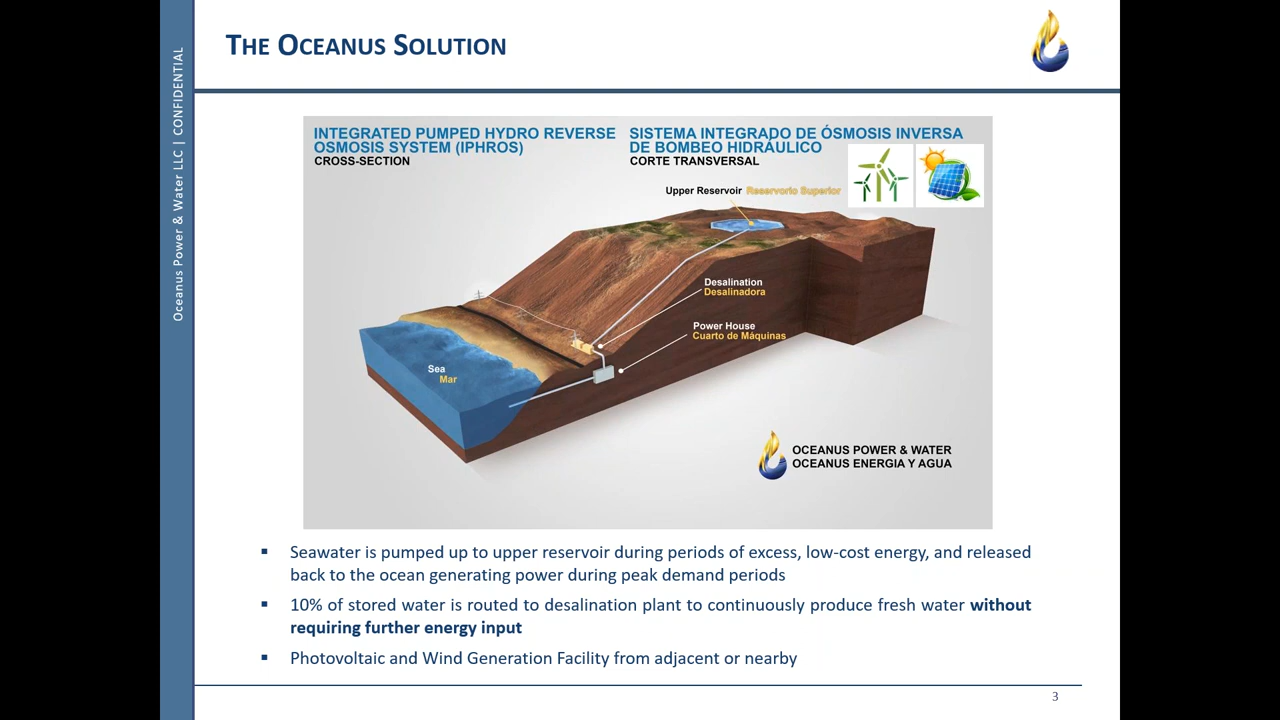 THE OCEANUS SOLUTION
Oceanus Power & Water LLC | CONFIDENTIAL
INTEGRATED PUMPED HYDRO REVERSE
OSMOSIS SYSTEM (IPHROS)
CROSS-SECTION
SISTEMA INTEGRADO DE ÓSMOSIS INVERSA
DE BOMBEO HIDRÁULICO
CORTE TRANSVERSAL
Upper Reservoir Reservorio Superior
Desalination
Desalinadora
Power House
Cuarto de Máquinas
Sea
Mar
OCEANUS POWER & WATER
OCEANUS ENERGIA Y AGUA
▪ Seawater is pumped up to upper reservoir during periods of excess, low-cost energy, and released
back to the ocean generating power during peak demand periods
▪ 10% of stored water is routed to desalination plant to continuously produce fresh water without
requiring further energy input
▪ Photovoltaic and Wind Generation Facility from adjacent or nearby
3